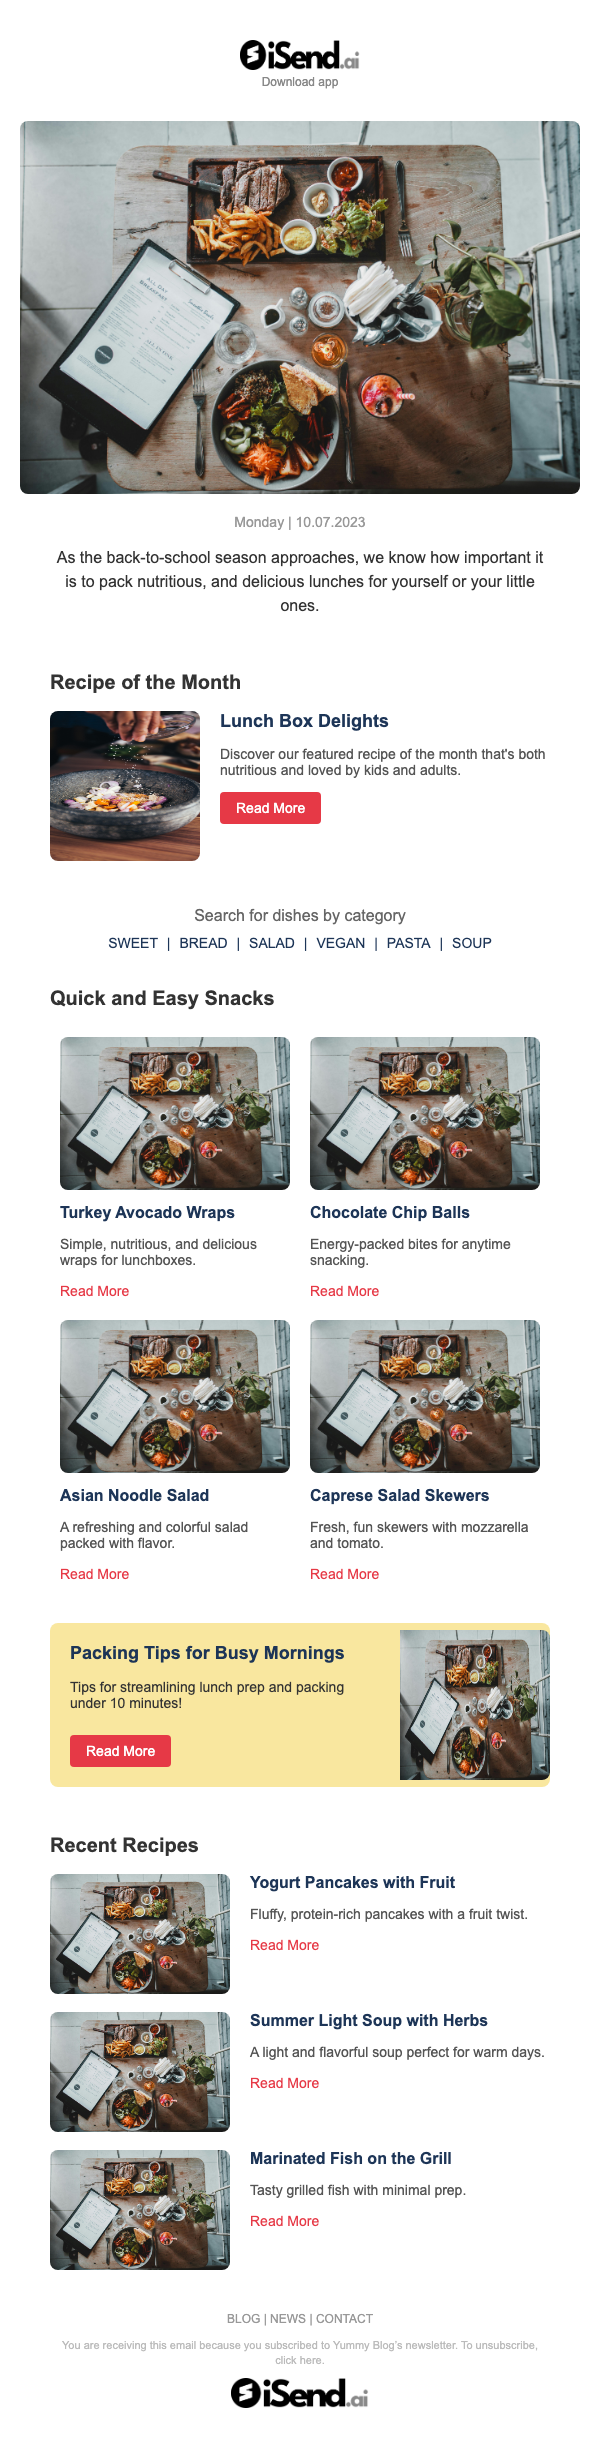 iSend.ai
Download app
ALL DAY
BREAKFAST
Monday | 10.07.2023
As the back-to-school season approaches, we know how important it
is to pack nutritious, and delicious lunches for yourself or your little
ones.
Recipe of the Month
Lunch Box Delights
Discover our featured recipe of the month that's both
nutritious and loved by kids and adults.
Read More
Search for dishes by category
SWEET | BREAD | SALAD | VEGAN | PASTA | SOUP
Quick and Easy Snacks
Turkey Avocado Wraps
Simple, nutritious, and delicious
wraps for lunchboxes.
Read More
Chocolate Chip Balls
Energy-packed bites for anytime
snacking.
Read More
Asian Noodle Salad
A refreshing and colorful salad
packed with flavor.
Read More
Caprese Salad Skewers
Fresh, fun skewers with mozzarella
and tomato.
Read More
Packing Tips for Busy Mornings
Tips for streamlining lunch prep and packing
under 10 minutes!
Read More
Recent Recipes
Yogurt Pancakes with Fruit
Fluffy, protein-rich pancakes with a fruit twist.
Read More
Summer Light Soup with Herbs
A light and flavorful soup perfect for warm days.
Read More
Marinated Fish on the Grill
Tasty grilled fish with minimal prep.
Read More
BLOG | NEWS | CONTACT
You are receiving this email because you subscribed to Yummy Blog's newsletter. To unsubscribe,
click here.
iSend.ai